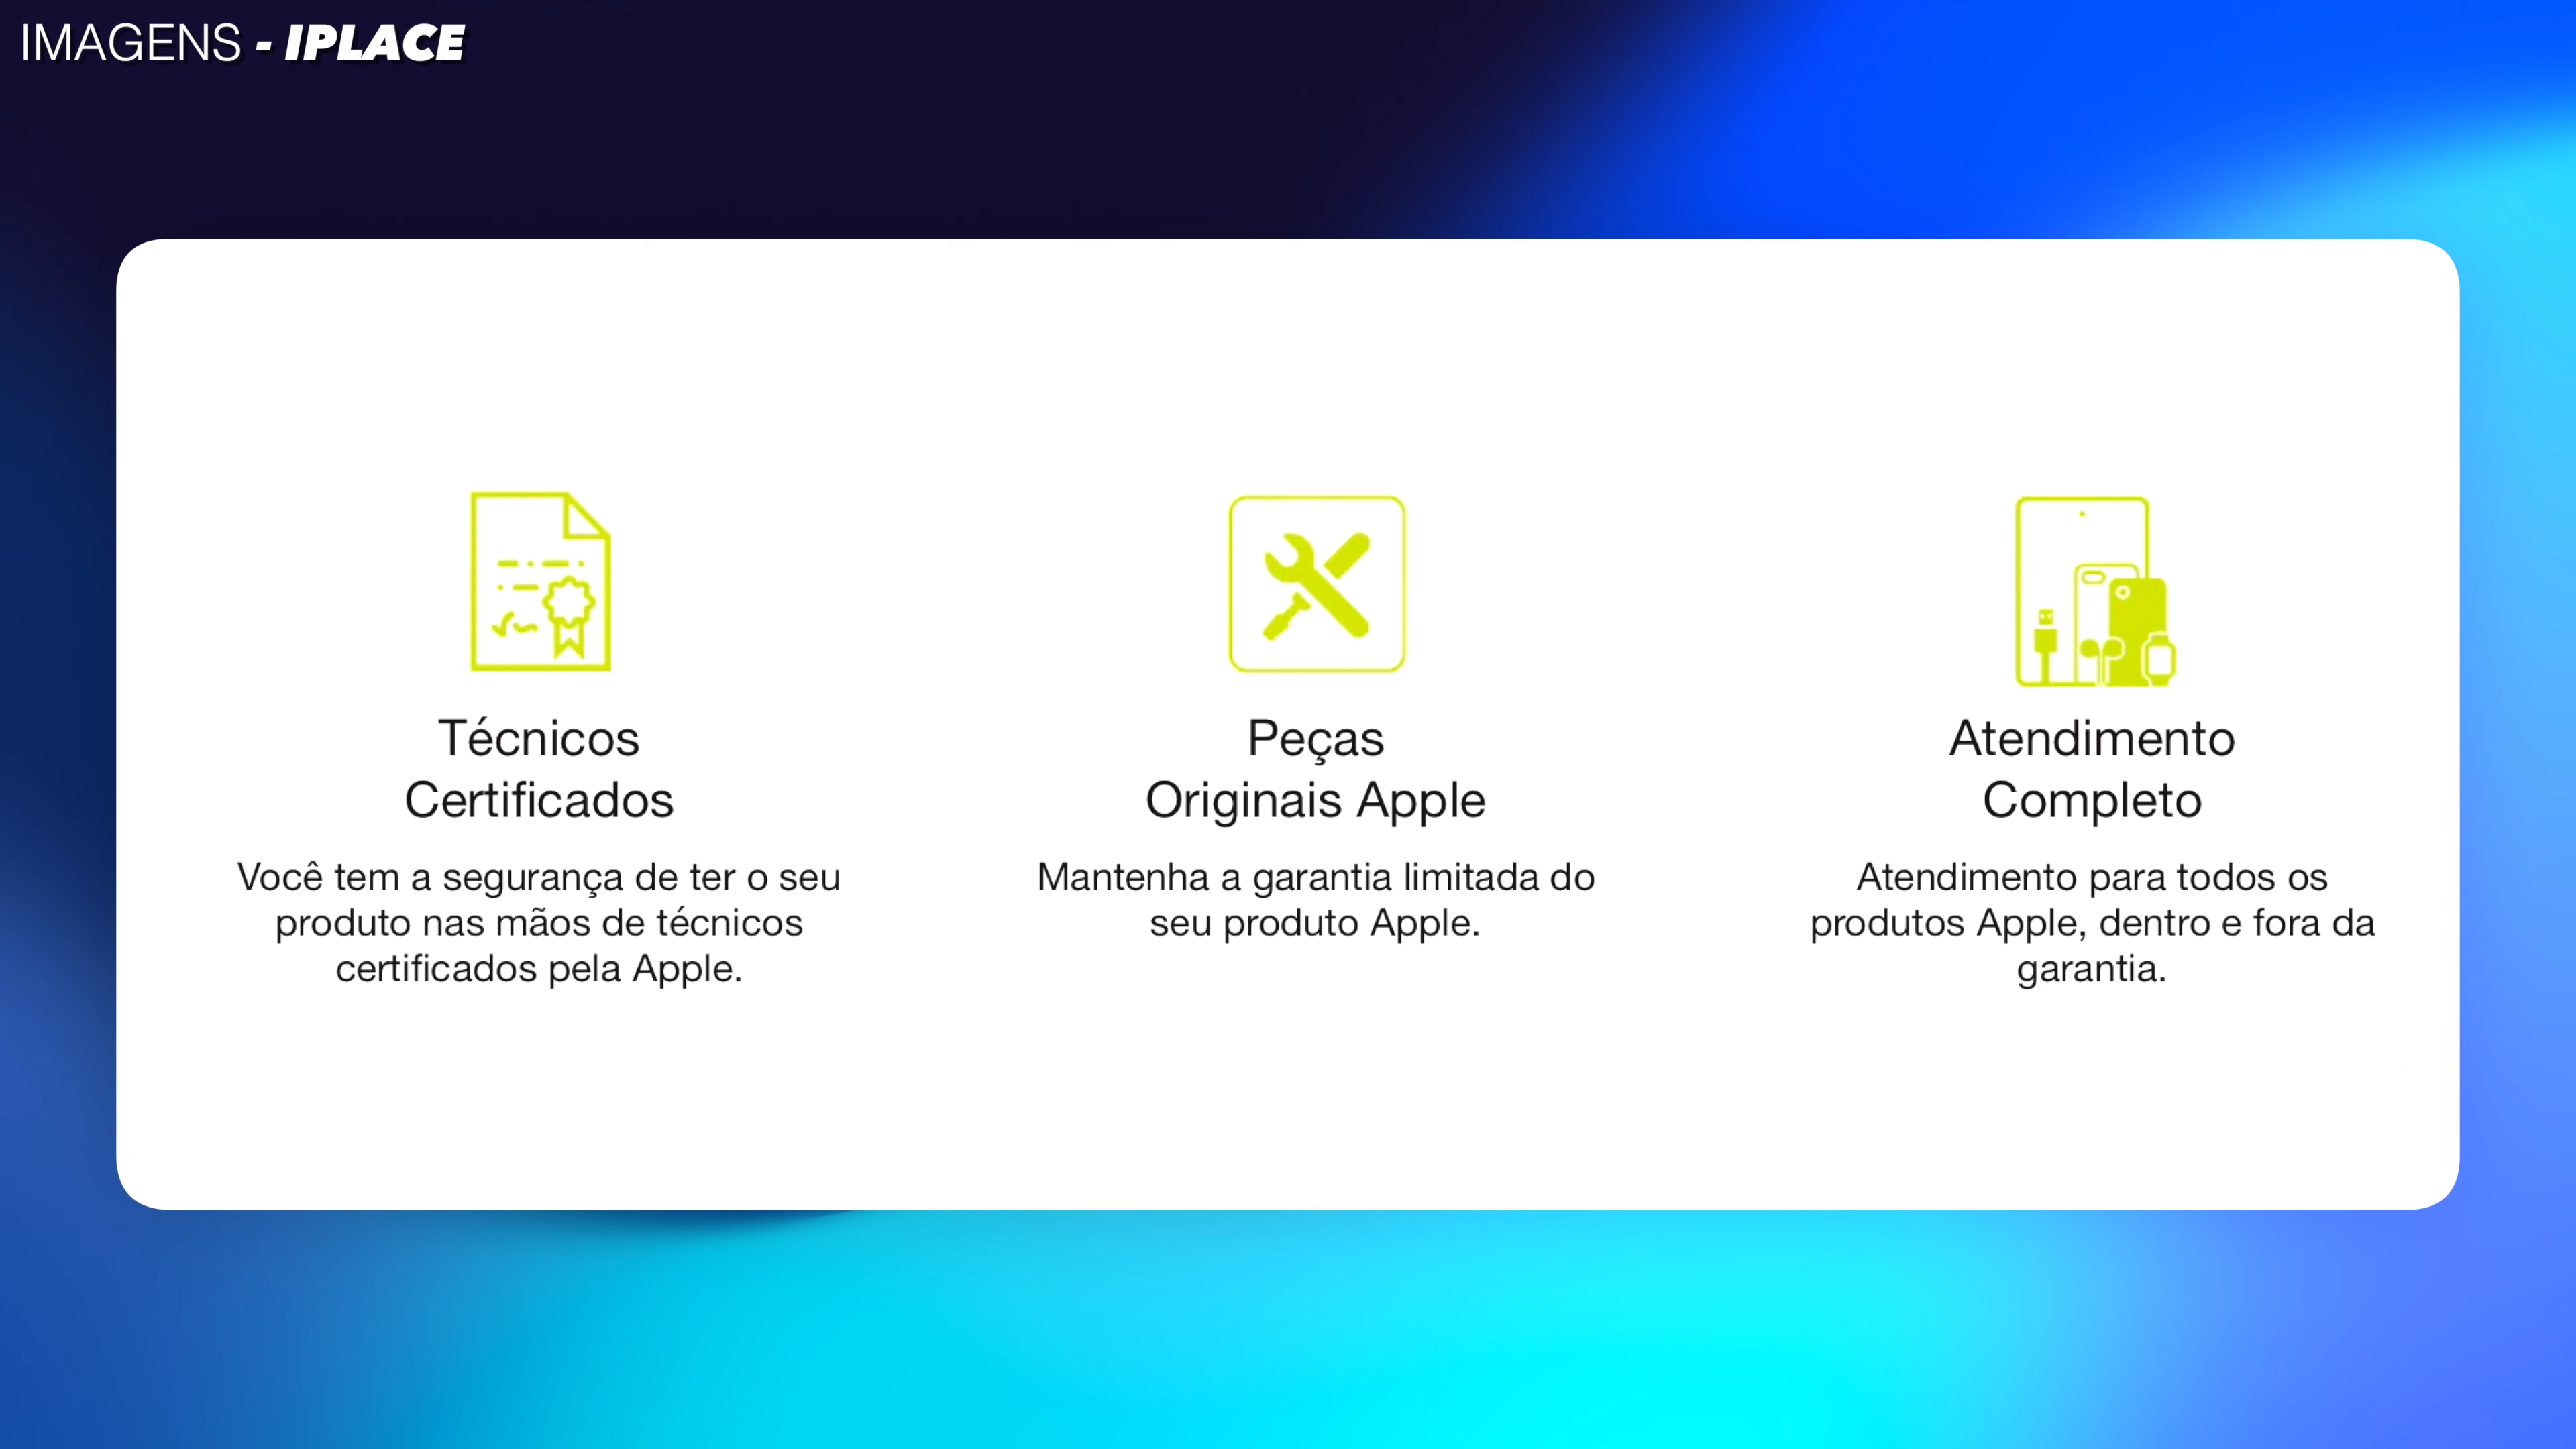 IMAGENS - IPLACE
Técnicos
Certificados
Você tem a segurança de ter o seu
produto nas mãos de técnicos
certificados pela Apple.
Peças
Originais Apple
Mantenha a garantia limitada do
seu produto Apple.
Atendimento
Completo
Atendimento para todos os
produtos Apple, dentro e fora da
garantia.